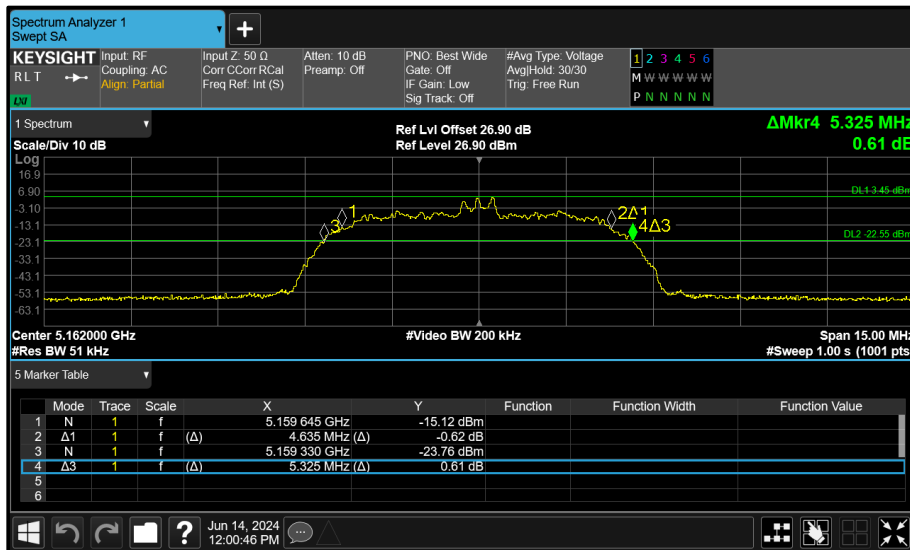 Spectrum Analyzer 1
Swept SA
+
KEYSIGHT Input: RF Input Z: 50 Ω Atten: 10 dB PNO: Best Wide #Avg Type: Voltage 1 2 3 4 5 6
R L T Coupling: AC Corr CCorr RCal Preamp: Off Gate: Off Avg|Hold: 30/30 M W W W W W
Align: Partial Freq Ref: Int (S) IF Gain: Low Trig: Free Run P N N N N N
LXI Sig Track: Off
1 Spectrum
Ref Lvl Offset 26.90 dB ΔMkr4 5.325 MHz
Scale/Div 10 dB Ref Level 26.90 dBm 0.61 dB
Log
16.9
6.90
DL1 3.45 dBm
-3.10
1 2Δ1
-13.1
3 4Δ3
DL2 -22.55 dBm
-23.1
-33.1
-43.1
-53.1
-63.1
Center 5.162000 GHz #Video BW 200 kHz Span 15.00 MHz
#Res BW 51 kHz #Sweep 1.00 s (1001 pts
5 Marker Table
Mode Trace Scale X Y Function Function Width Function Value
1 N 1 f 5.159 645 GHz -15.12 dBm
2 Δ1 1 f (Δ) 4.635 MHz (Δ) -0.62 dB
3 N 1 f 5.159 330 GHz -23.76 dBm
4 Δ3 1 f (Δ) 5.325 MHz (Δ) 0.61 dB
5
6
? Jun 14, 2024
12:00:46 PM